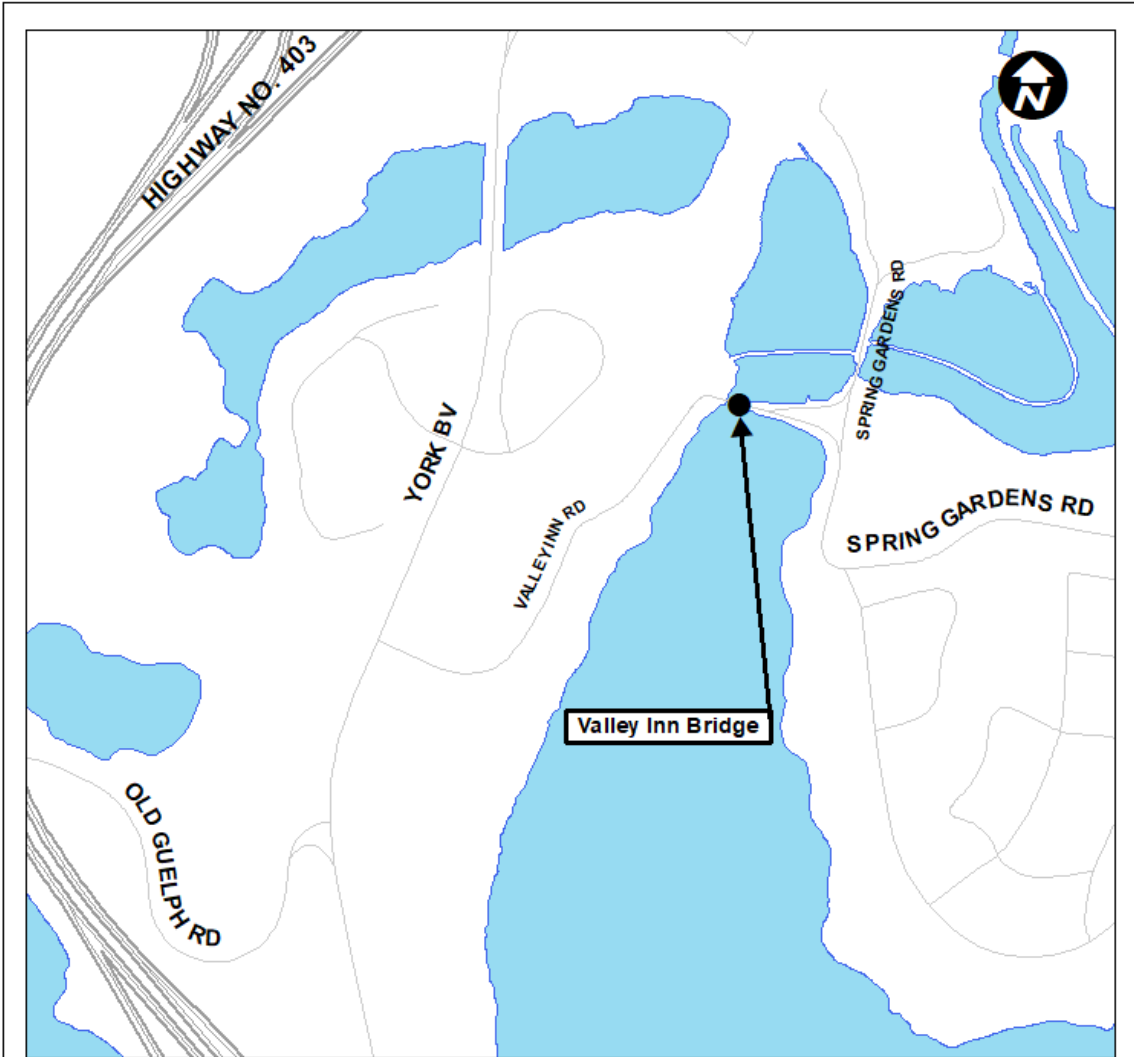 HIGHWAY NO. 403
N
SPRING GARDENS RD
YORK BV
VALLEY INN RD
SPRING GARDENS RD
Valley Inn Bridge
OLD GUELPH RD